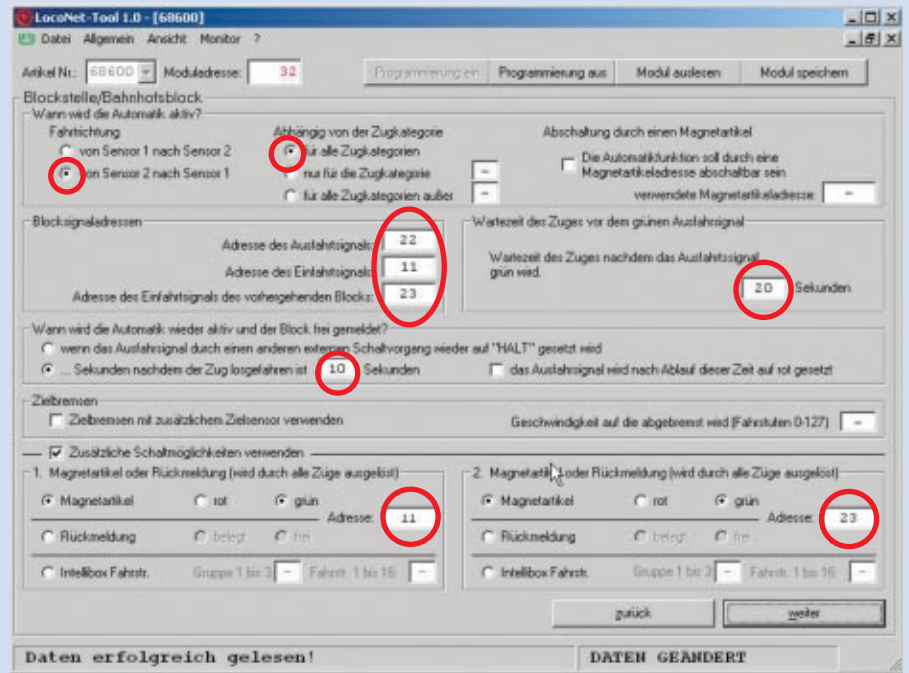 LocoNet-Tool 1.0 - [68600]
Datei Allgemein Ansicht Monitor ?
Artikel Nr.: 68600 Moduladresse: 32 Programmierung ein Programmierung aus Modul auslesen Modul speichern
Blockstelle/Bahnhofsblock
Wann wird die Automatik aktiv?
Fahrtrichtung
von Sensor 1 nach Sensor 2
von Sensor 2 nach Sensor 1
Abhängig von der Zugkategorie
für alle Zugkategorien
nur für die Zugkategorie -
für alle Zugkategorien außer -
Abschaltung durch einen Magnetartikel
Die Automatikfunktion soll durch eine
Magnetartikeladresse abschaltbar sein
verwendete Magnetartikeladresse: -
Blocksignaladressen
Adresse des Ausfahrtsignals: 22
Adresse des Einfahrtsignals: 11
Adresse des Einfahrtsignals des vorhergehenden Blocks: 23
Wartezeit des Zuges vor dem grünen Ausfahrsignal
Wartezeit des Zuges nachdem das Ausfahrtssignal
grün wird. 20 Sekunden
Wann wird die Automatik wieder aktiv und der Block frei gemeldet?
wenn das Ausfahrsignal durch einen anderen externen Schaltvorgang wieder auf "HALT" gesetzt wird
... Sekunden nachdem der Zug losgefahren ist 10 Sekunden das Ausfahrsignal wird nach Ablauf dieser Zeit auf rot gesetzt
Zielbremsen
Zielbremsen mit zusätzlichem Zielsensor verwenden Geschwindigkeit auf die abgebremst wird (Fahrstufen 0-127) -
Zusätzliche Schaltmöglichkeiten verwenden
1. Magnetartikel oder Rückmeldung (wird durch alle Züge ausgelöst)
Magnetartikel rot grün
Adresse: 11
Rückmeldung belegt frei
Intellibox Fahrstr. Gruppe 1 bis 3 - Fahrstr. 1 bis 16 -
2. Magnetartikel oder Rückmeldung (wird durch alle Züge ausgelöst)
Magnetartikel rot grün
Adresse: 23
Rückmeldung belegt frei
Intellibox Fahrstr. Gruppe 1 bis 3 - Fahrstr. 1 bis 16 -
zurück weiter
Daten erfolgreich gelesen! DATEN GEÄNDERT